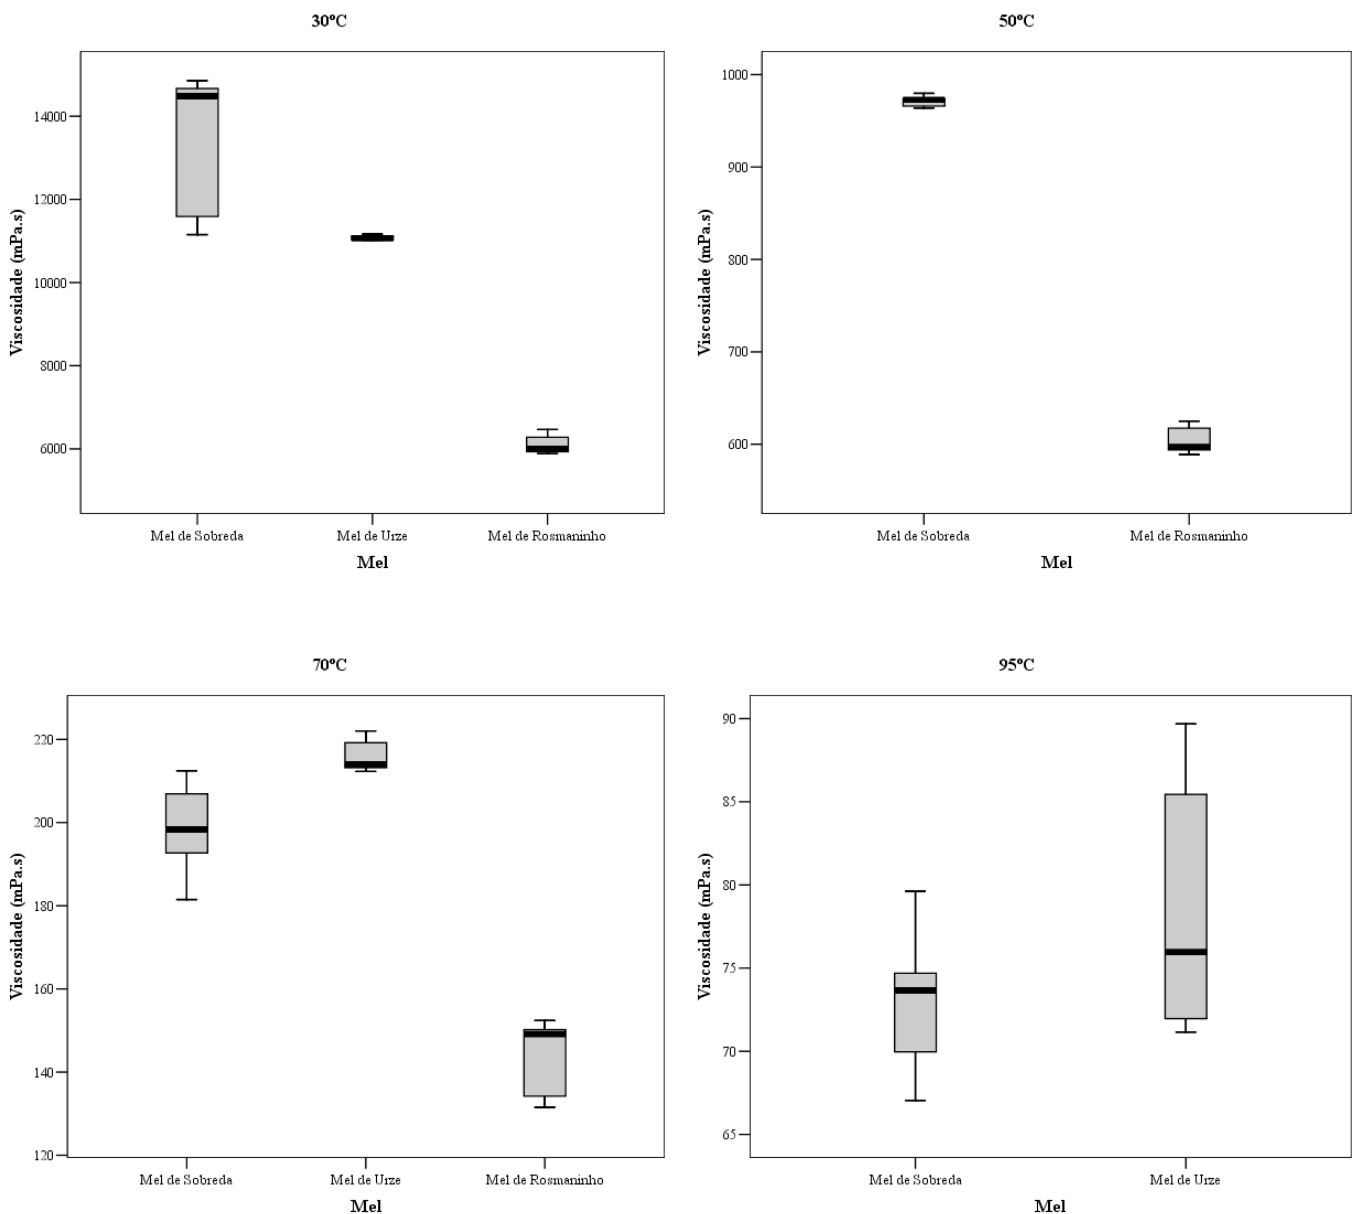 30ºC
Viscosidade (mPa.s)
14000
12000
10000
8000
6000
Mel de Sobreda
Mel de Urze
Mel de Rosmaninho
Mel
50ºC
Viscosidade (mPa.s)
1000
900
800
700
600
Mel de Sobreda
Mel de Rosmaninho
Mel
70ºC
Viscosidade (mPa.s)
220
200
180
160
140
120
Mel de Sobreda
Mel de Urze
Mel de Rosmaninho
Mel
95ºC
Viscosidade (mPa.s)
90
85
80
75
70
65
Mel de Sobreda
Mel de Urze
Mel